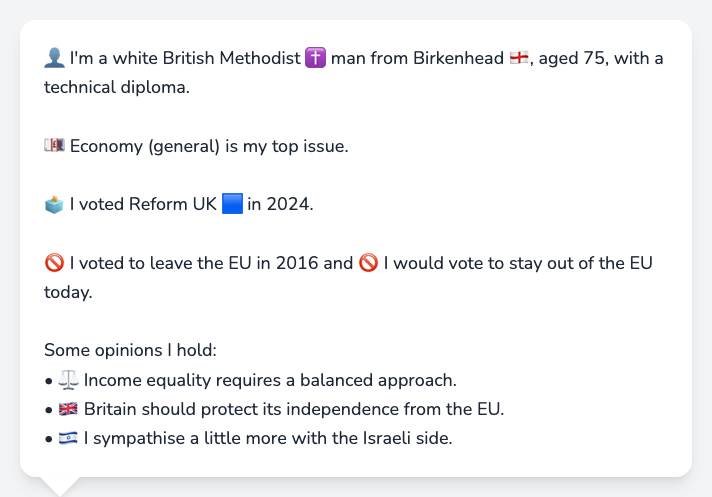 👤 I'm a white British Methodist ✝️ man from Birkenhead 🏴󠁧󠁢󠁥󠁮󠁧󠁿, aged 75, with a
technical diploma.
💷 Economy (general) is my top issue.
🗳️ I voted Reform UK 🟦 in 2024.
🚫 I voted to leave the EU in 2016 and 🚫 I would vote to stay out of the EU
today.
Some opinions I hold:
• ⚖️ Income equality requires a balanced approach.
• 🇬🇧 Britain should protect its independence from the EU.
• 🇮🇱 I sympathise a little more with the Israeli side.